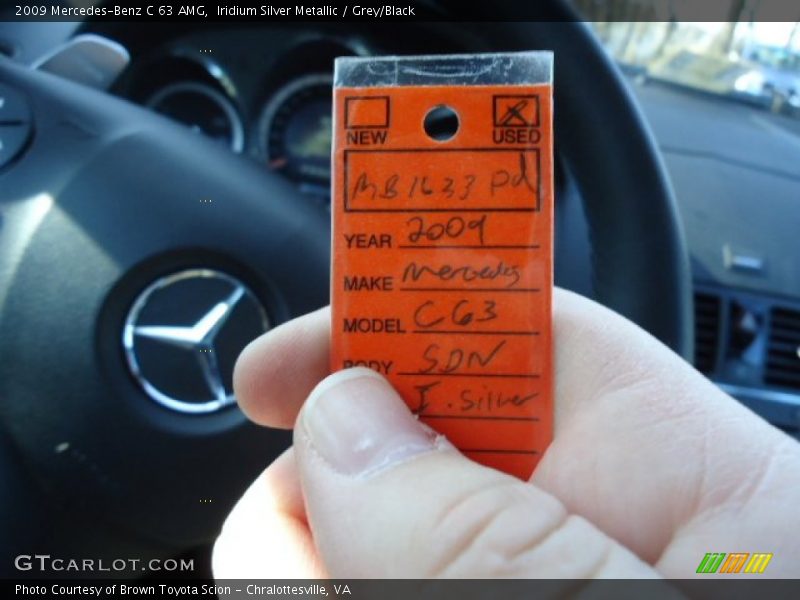 2009 Mercedes-Benz C 63 AMG,  Iridium Silver Metallic / Grey/Black
NEW USED
MB1633 pd
YEAR 2009
MAKE Mercedes
MODEL C63
BODY SDN
I. Silver
GTCARLOT.COM
Photo Courtesy of Brown Toyota Scion - Chralottesville, VA